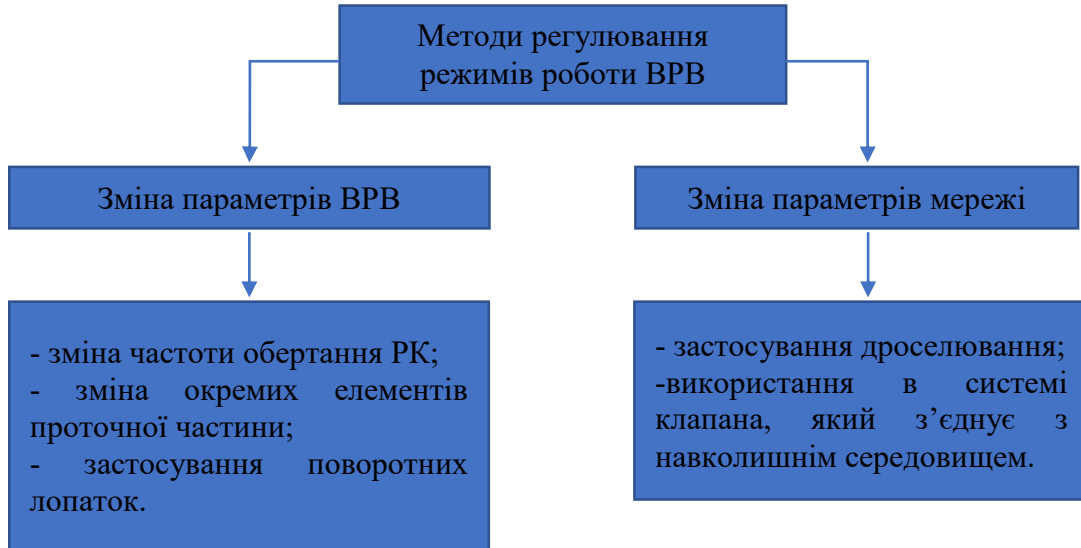 Методи регулювання
режимів роботи ВРВ
Зміна параметрів ВРВ
Зміна параметрів мережі
- зміна частоти обертання РК;
- зміна окремих елементів
проточної частини;
- застосування поворотних
лопаток.
- застосування дроселювання;
-використання в системі
клапана, який з’єднує з
навколишнім середовищем.